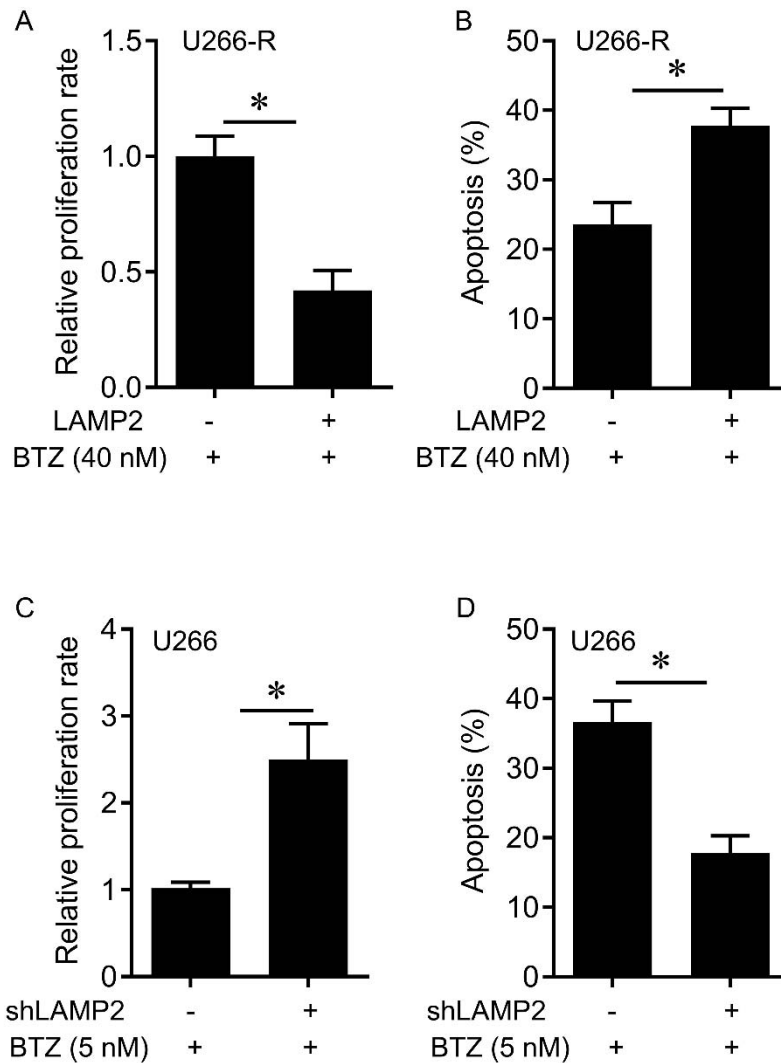 A
U266-R
*
Relative proliferation rate
1.5
1.0
0.5
0.0
LAMP2 - +
BTZ (40 nM) + +
B
U266-R
*
Apoptosis (%)
50
40
30
20
10
0
LAMP2 - +
BTZ (40 nM) + +
C
U266
*
Relative proliferation rate
4
3
2
1
0
shLAMP2 - +
BTZ (5 nM) + +
D
U266
*
Apoptosis (%)
50
40
30
20
10
0
shLAMP2 - +
BTZ (5 nM) + +